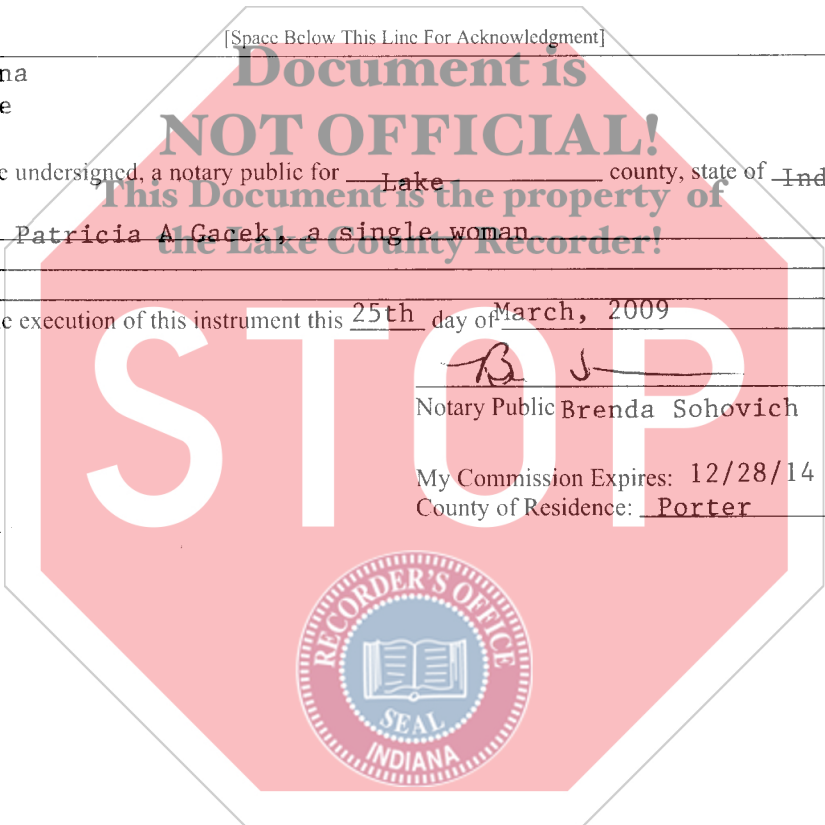 [Space Below This Line For Acknowledgment]
na
e
Document is
NOT OFFICIAL!
e undersigned, a notary public for Lake county, state of Ind
This Document is the property of
Patricia A Gacek, a single woman
the Lake County Recorder!
e execution of this instrument this 25th day of March, 2009
STOP
Notary Public Brenda Sohovich
My Commission Expires: 12/28/14
County of Residence: Porter
RECORDER'S OFFICE
SEAL
INDIANA